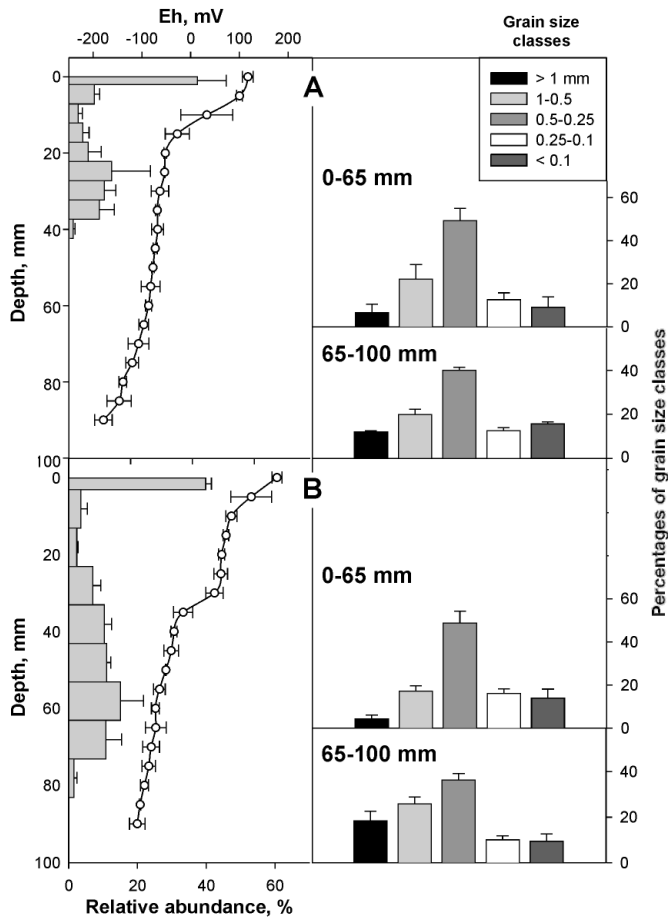 Eh, mV
-200 -100 0 100 200
Grain size
classes
> 1 mm
1-0.5
0.5-0.25
0.25-0.1
< 0.1
A
0
20
40
60
80
100
Depth, mm
0-65 mm
60
40
20
0
65-100 mm
40
20
0
Percentages of grain size classes
B
0
20
40
60
80
100
Depth, mm
0-65 mm
60
40
20
0
65-100 mm
40
20
0
0 20 40 60
Relative abundance, %